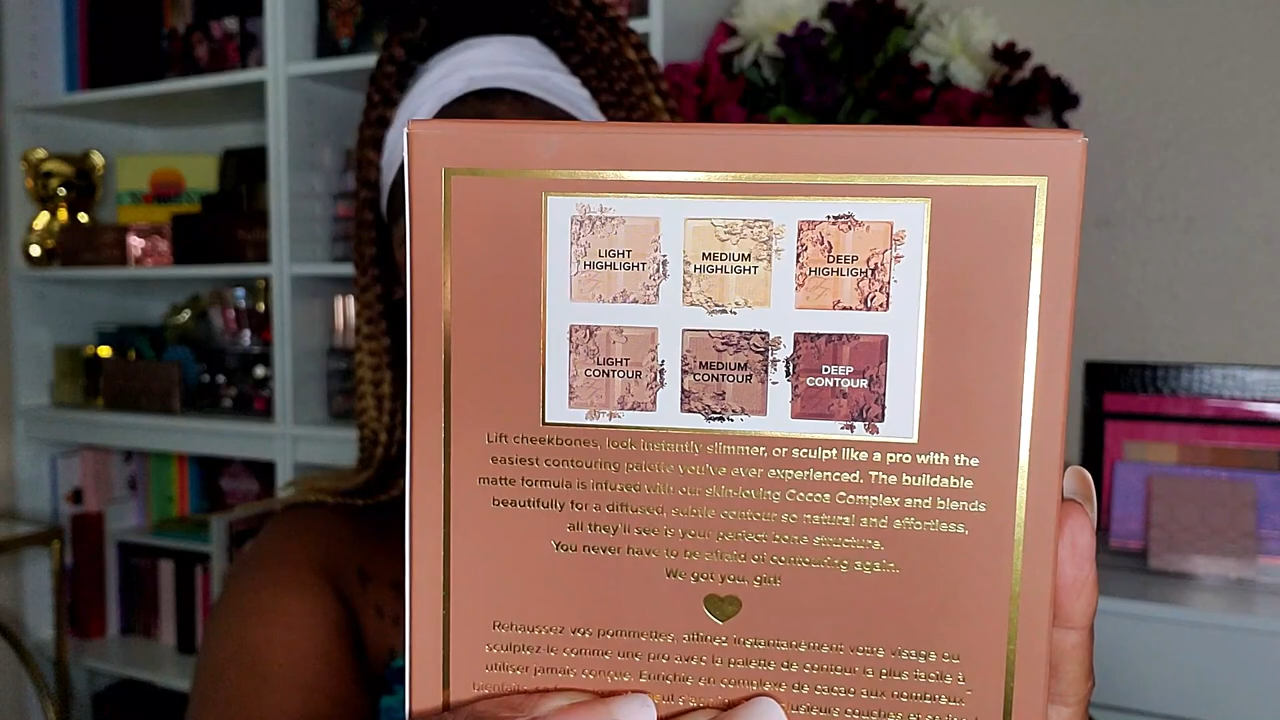 LIGHT
HIGHLIGHT
MEDIUM
HIGHLIGHT
DEEP
HIGHLIGHT
LIGHT
CONTOUR
MEDIUM
CONTOUR
DEEP
CONTOUR
Lift cheekbones, look instantly slimmer, or sculpt like a pro with the
easiest contouring palette you've ever experienced. The buildable
matte formula is infused with our skin-loving Cocoa Complex and blends
beautifully for a diffused, subtle contour so natural and effortless,
all they'll see is your perfect bone structure.
You never have to be afraid of contouring again.
We got you, girl!
Rehaussez vos pommettes, affinez instantanément votre visage ou
sculptez-le comme une pro avec la palette de contour la plus facile à
utiliser jamais conçue. Enrichie en complexe de cacao aux nombreux
bienfaits couches et